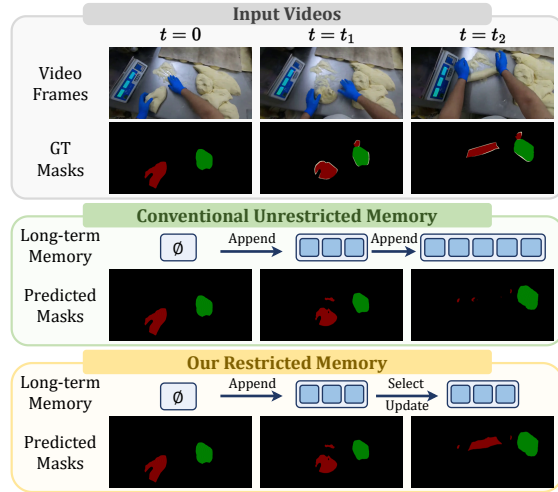 Input Videos
t = 0
t = t₁
t = t₂
Video
Frames
GT
Masks
Conventional Unrestricted Memory
Long-term
Memory
∅
Append
Append
Predicted
Masks
Our Restricted Memory
Long-term
Memory
∅
Append
Select
Update
Predicted
Masks